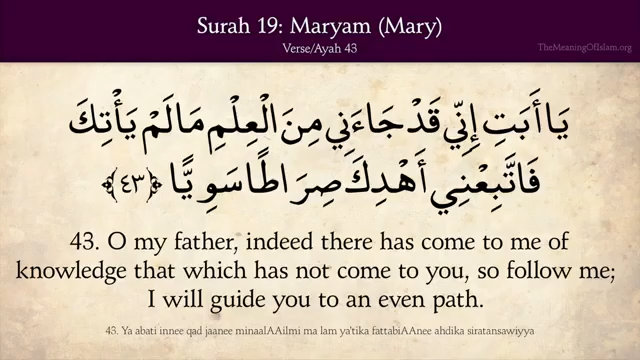 Surah 19: Maryam (Mary)
Verse/Ayah 43
TheMeaningOfIslam.org
يَا أَبَتِ إِنِّي قَدْ جَاءَنِي مِنَ الْعِلْمِ مَا لَمْ يَأْتِكَ
فَاتَّبِعْنِي أَهْدِكَ صِرَاطًا سَوِيًّا ﴿٤٣﴾
43. O my father, indeed there has come to me of
knowledge that which has not come to you, so follow me;
I will guide you to an even path.
43. Ya abati innee qad jaanee minaalAAilmi ma lam ya'tika fattabiAAnee ahdika siratansawiyya